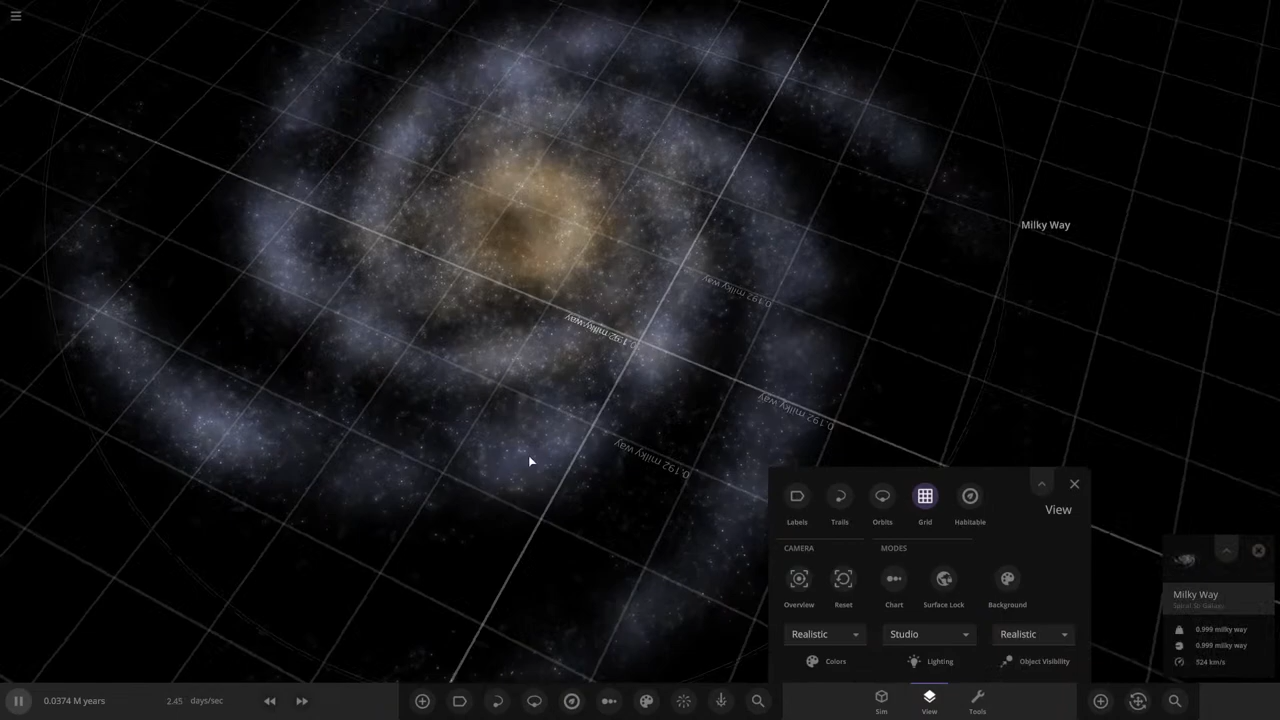 Milky Way
0.192 milky way
0.192 milky way
0.192 milky way
0.192 milky way
View
Labels
Trails
Orbits
Grid
Habitable
CAMERA
MODES
Overview
Reset
Chart
Surface Lock
Background
Realistic
Studio
Realistic
Colors
Lighting
Object Visibility
Milky Way
Spiral Sb Galaxy
0.999 milky way
0.999 milky way
524 km/s
0.0374 M years
2.45 days/sec
Sim
View
Tools